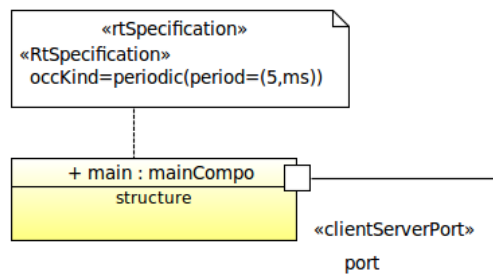 «rtSpecification»
«RtSpecification»
occKind=periodic(period=(5,ms))
+ main : mainCompo
structure
«clientServerPort»
port